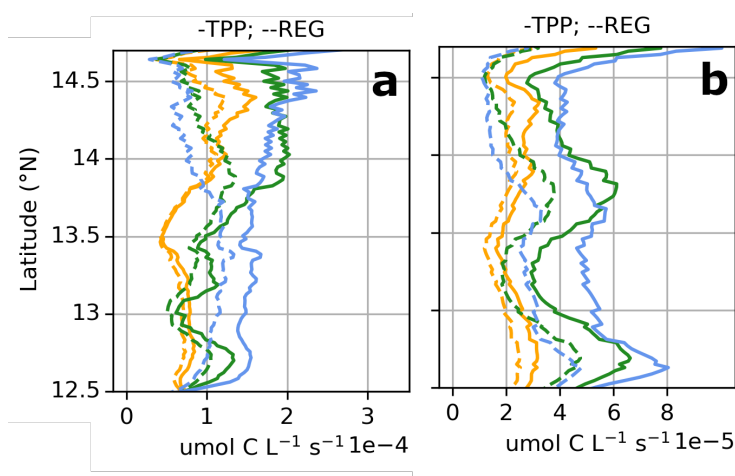 -TPP; --REG
-TPP; --REG
a
b
14.5
14
13.5
13
12.5
Latitude (°N)
0 1 2 3
0 2 4 6 8
umol C L⁻¹ s⁻¹ 1e-4
umol C L⁻¹ s⁻¹ 1e-5